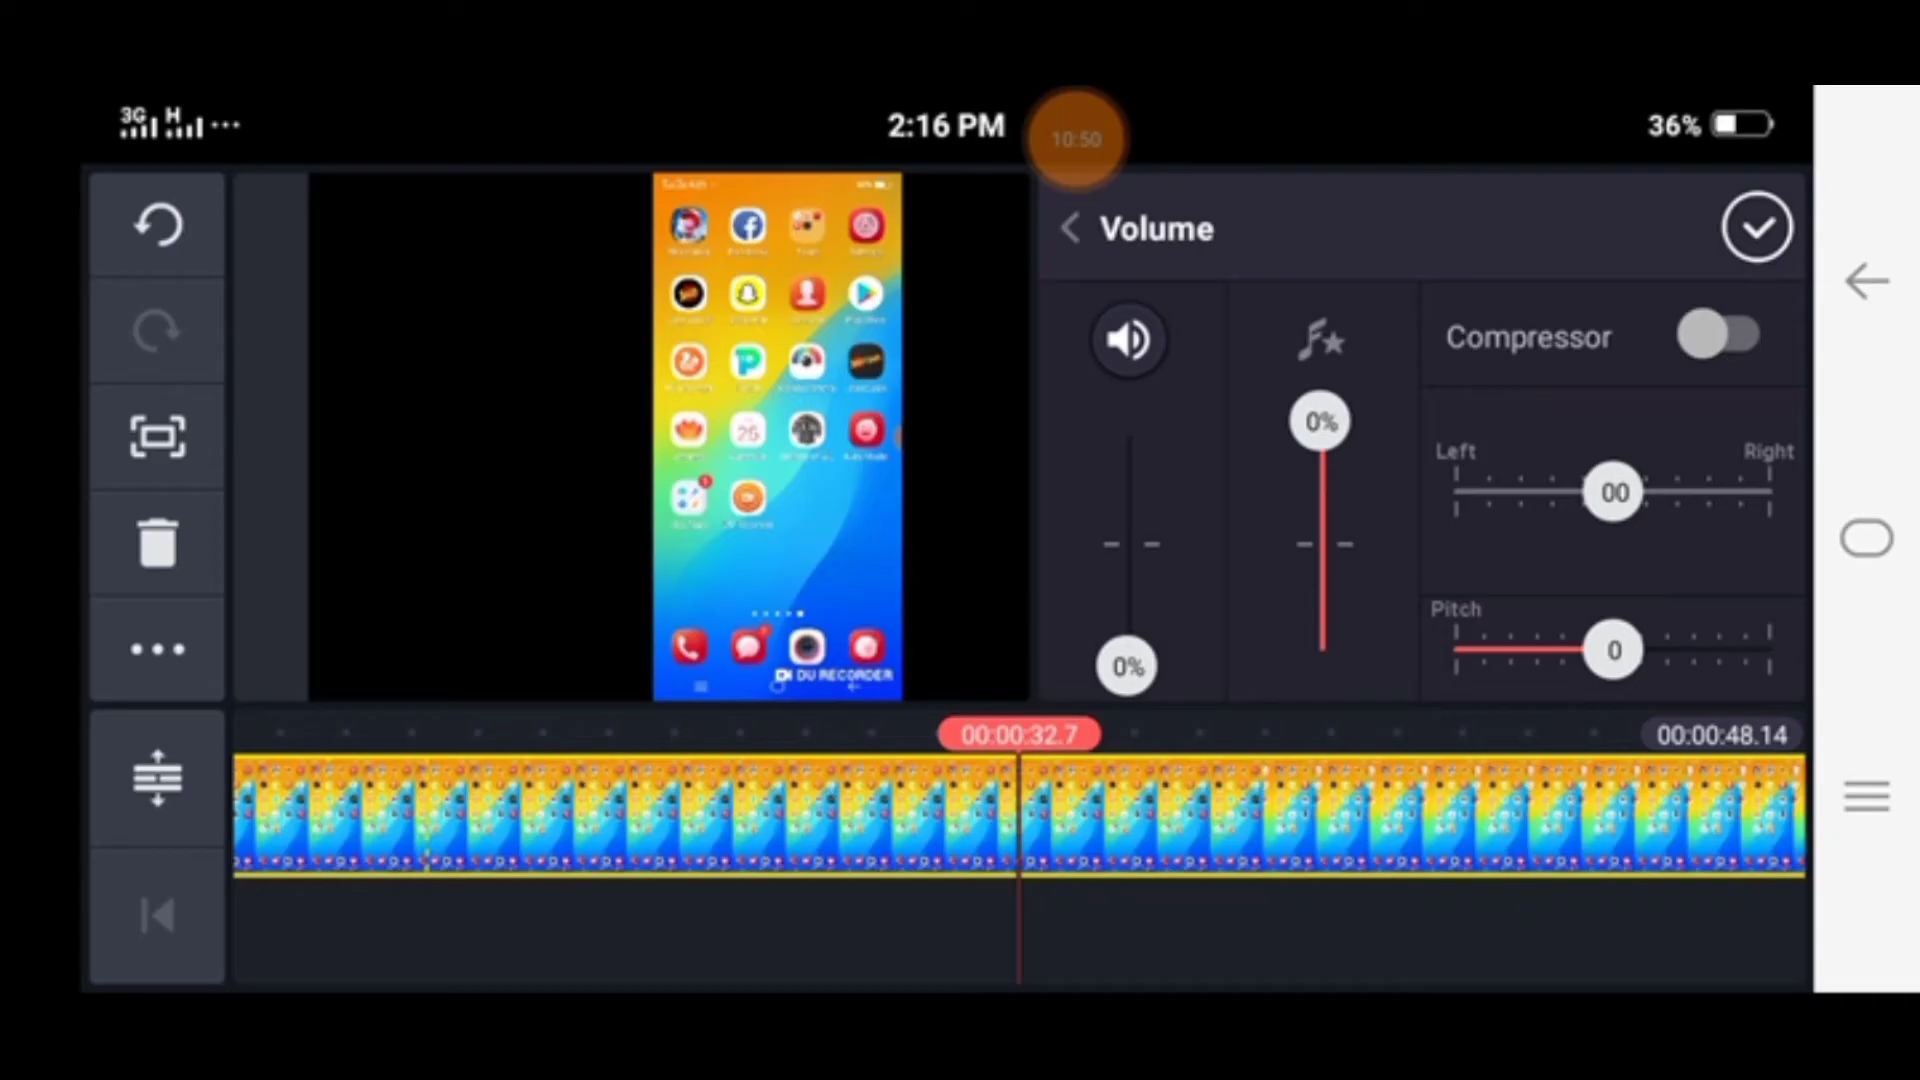 3G H
2:16 PM
10:50
36%
Volume
Compressor
0%
Left
Right
00
Pitch
0
0%
26
DU RECORDER
00:00:32.7
00:00:48.14